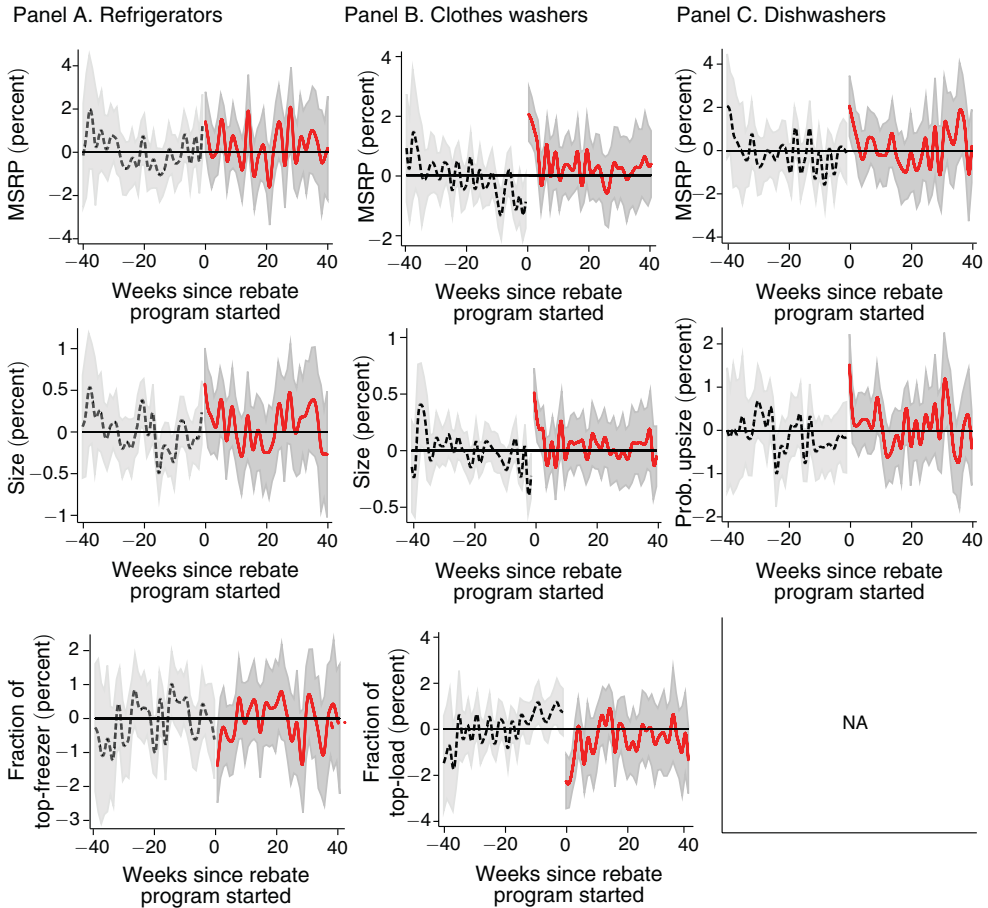 Panel A. Refrigerators
Panel B. Clothes washers
Panel C. Dishwashers
MSRP (percent)
4
2
0
−2
−4
−40
−20
0
20
40
Weeks since rebate
program started
MSRP (percent)
4
2
0
−2
−40
−20
0
20
40
Weeks since rebate
program started
MSRP (percent)
4
2
0
−2
−4
−40
−20
0
20
40
Weeks since rebate
program started
Size (percent)
1
0.5
0
−0.5
−1
−40
−20
0
20
40
Weeks since rebate
program started
Size (percent)
1
0.5
0
−0.5
−40
−20
0
20
40
Weeks since rebate
program started
Prob. upsize (percent)
2
1
0
−1
−2
−40
−20
0
20
40
Weeks since rebate
program started
Fraction of
top-freezer (percent)
2
1
0
−1
−2
−3
−40
−20
0
20
40
Weeks since rebate
program started
Fraction of
top-load (percent)
4
2
0
−2
−4
−40
−20
0
20
40
Weeks since rebate
program started
NA